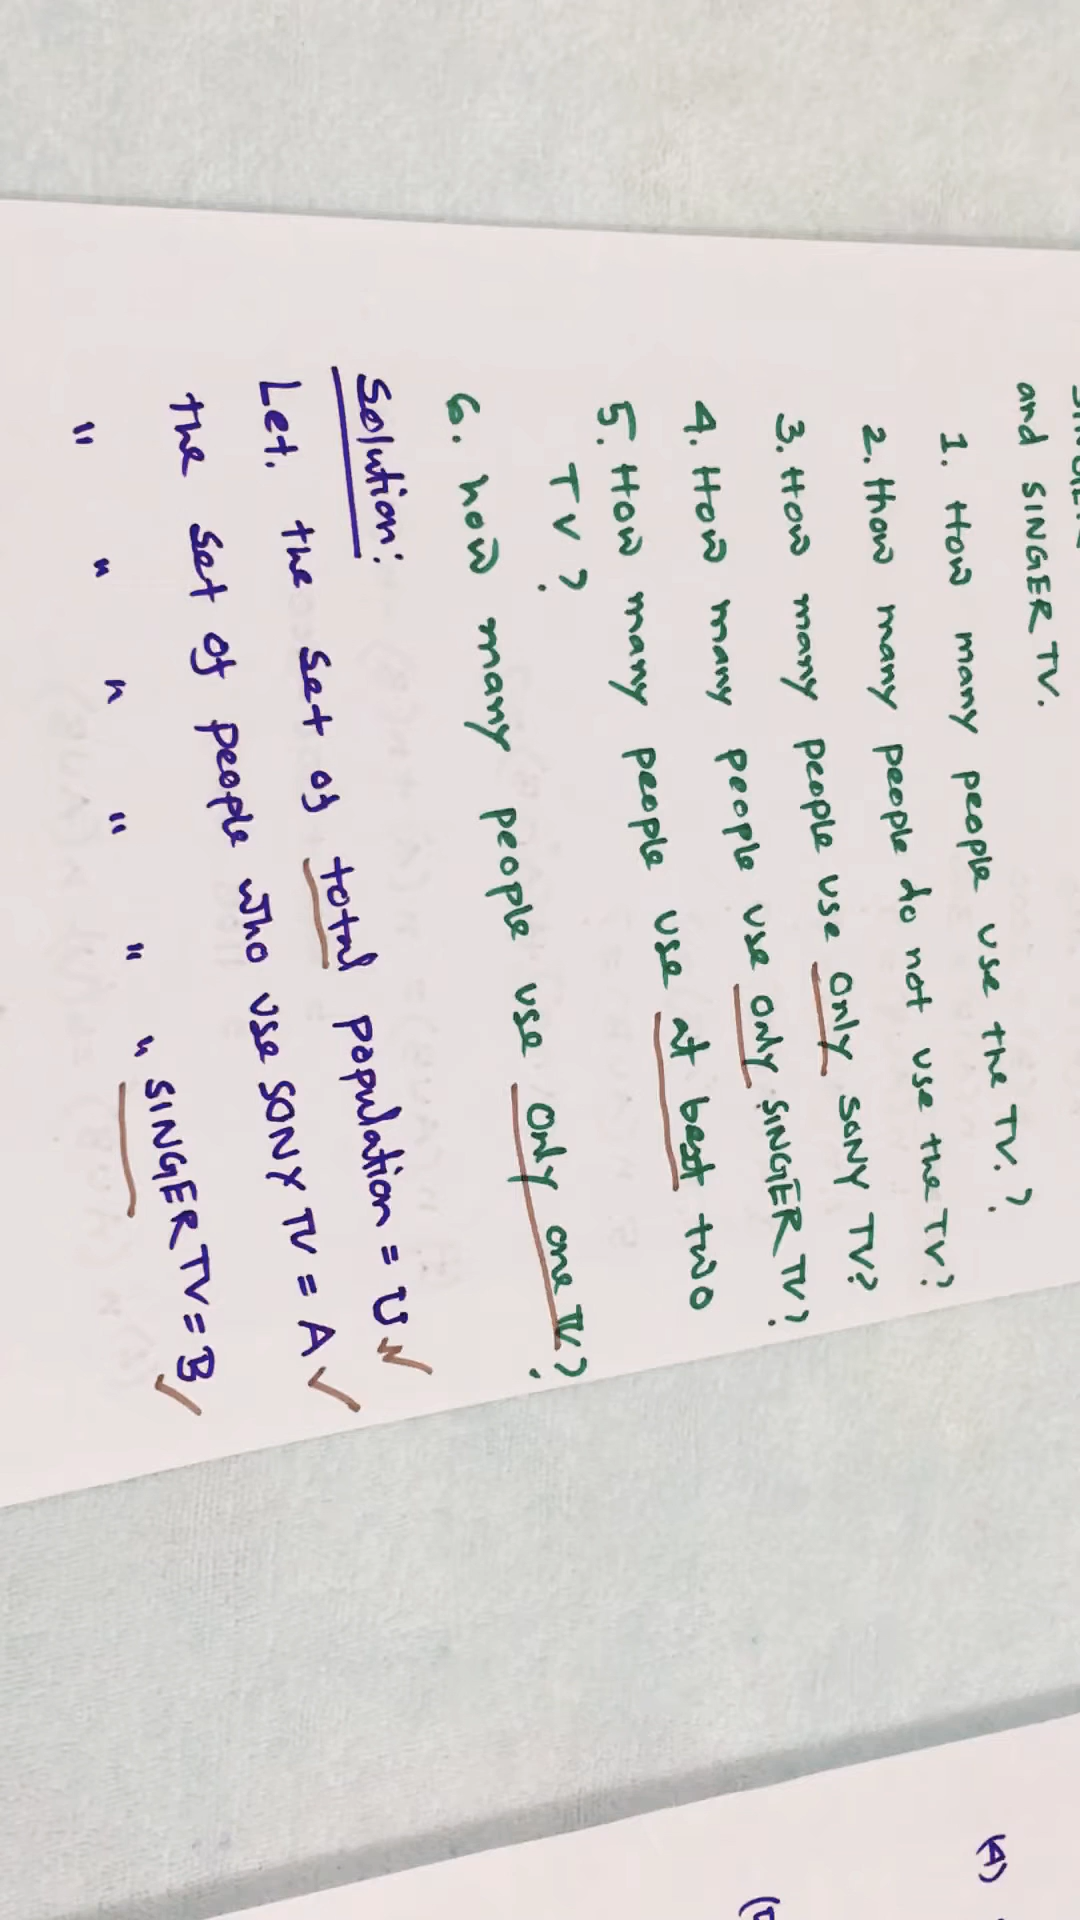 and SINGER TV.
1. How many people use the TV.?
2. How many people do not use the TV?
3. How many people use only SONY TV?
4. How many people use only SINGER TV?
5. How many people use at best two
TV?
6. how many people use only one TV?
Solution:
Let. the set of total population = U
the set of people who use SONY TV = A
" " " " " " SINGER TV = B
(A)